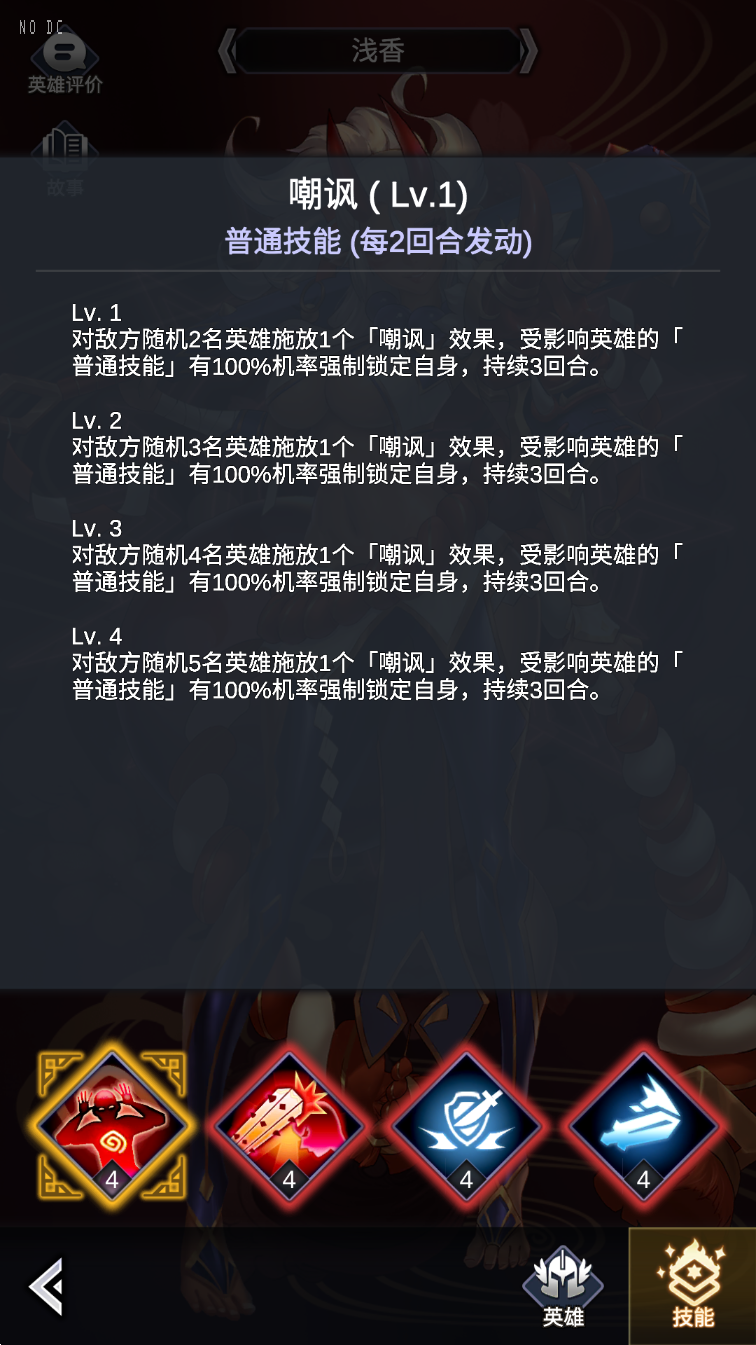 NO DC
浅香
英雄评价
故事
嘲讽 ( Lv.1)
普通技能 (每2回合发动)
Lv. 1
对敌方随机2名英雄施放1个「嘲讽」效果，受影响英雄的「
普通技能」有100%机率强制锁定自身，持续3回合。
Lv. 2
对敌方随机3名英雄施放1个「嘲讽」效果，受影响英雄的「
普通技能」有100%机率强制锁定自身，持续3回合。
Lv. 3
对敌方随机4名英雄施放1个「嘲讽」效果，受影响英雄的「
普通技能」有100%机率强制锁定自身，持续3回合。
Lv. 4
对敌方随机5名英雄施放1个「嘲讽」效果，受影响英雄的「
普通技能」有100%机率强制锁定自身，持续3回合。
4 4 4 4
英雄 技能